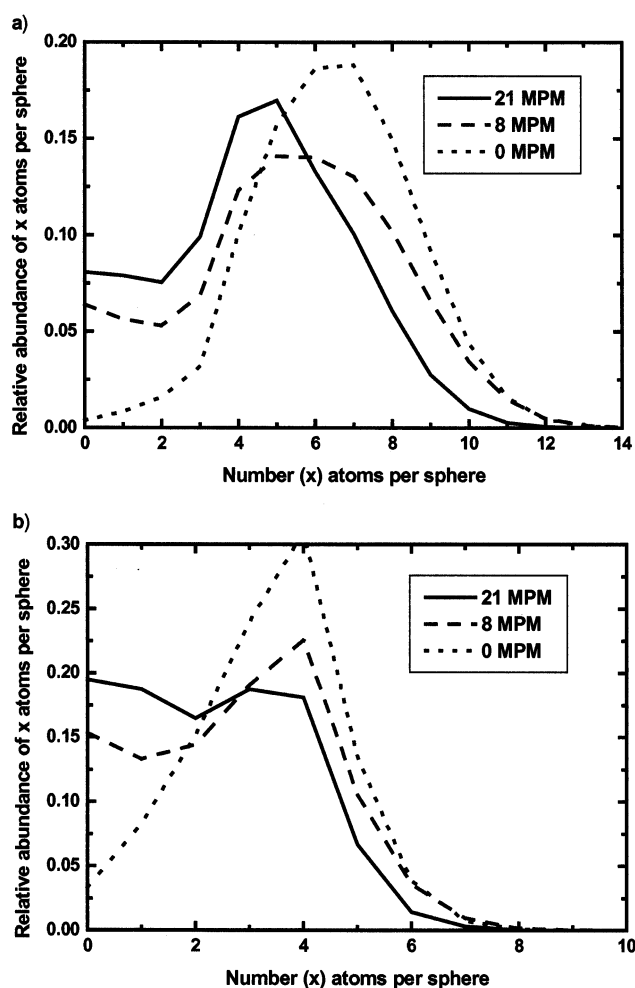 a)
0.20
0.15
0.10
0.05
0.00
Relative abundance of x atoms per sphere
21 MPM
8 MPM
0 MPM
0 2 4 6 8 10 12 14
Number (x) atoms per sphere
b)
0.30
0.25
0.20
0.15
0.10
0.05
0.00
Relative abundance of x atoms per sphere
21 MPM
8 MPM
0 MPM
0 2 4 6 8 10
Number (x) atoms per sphere